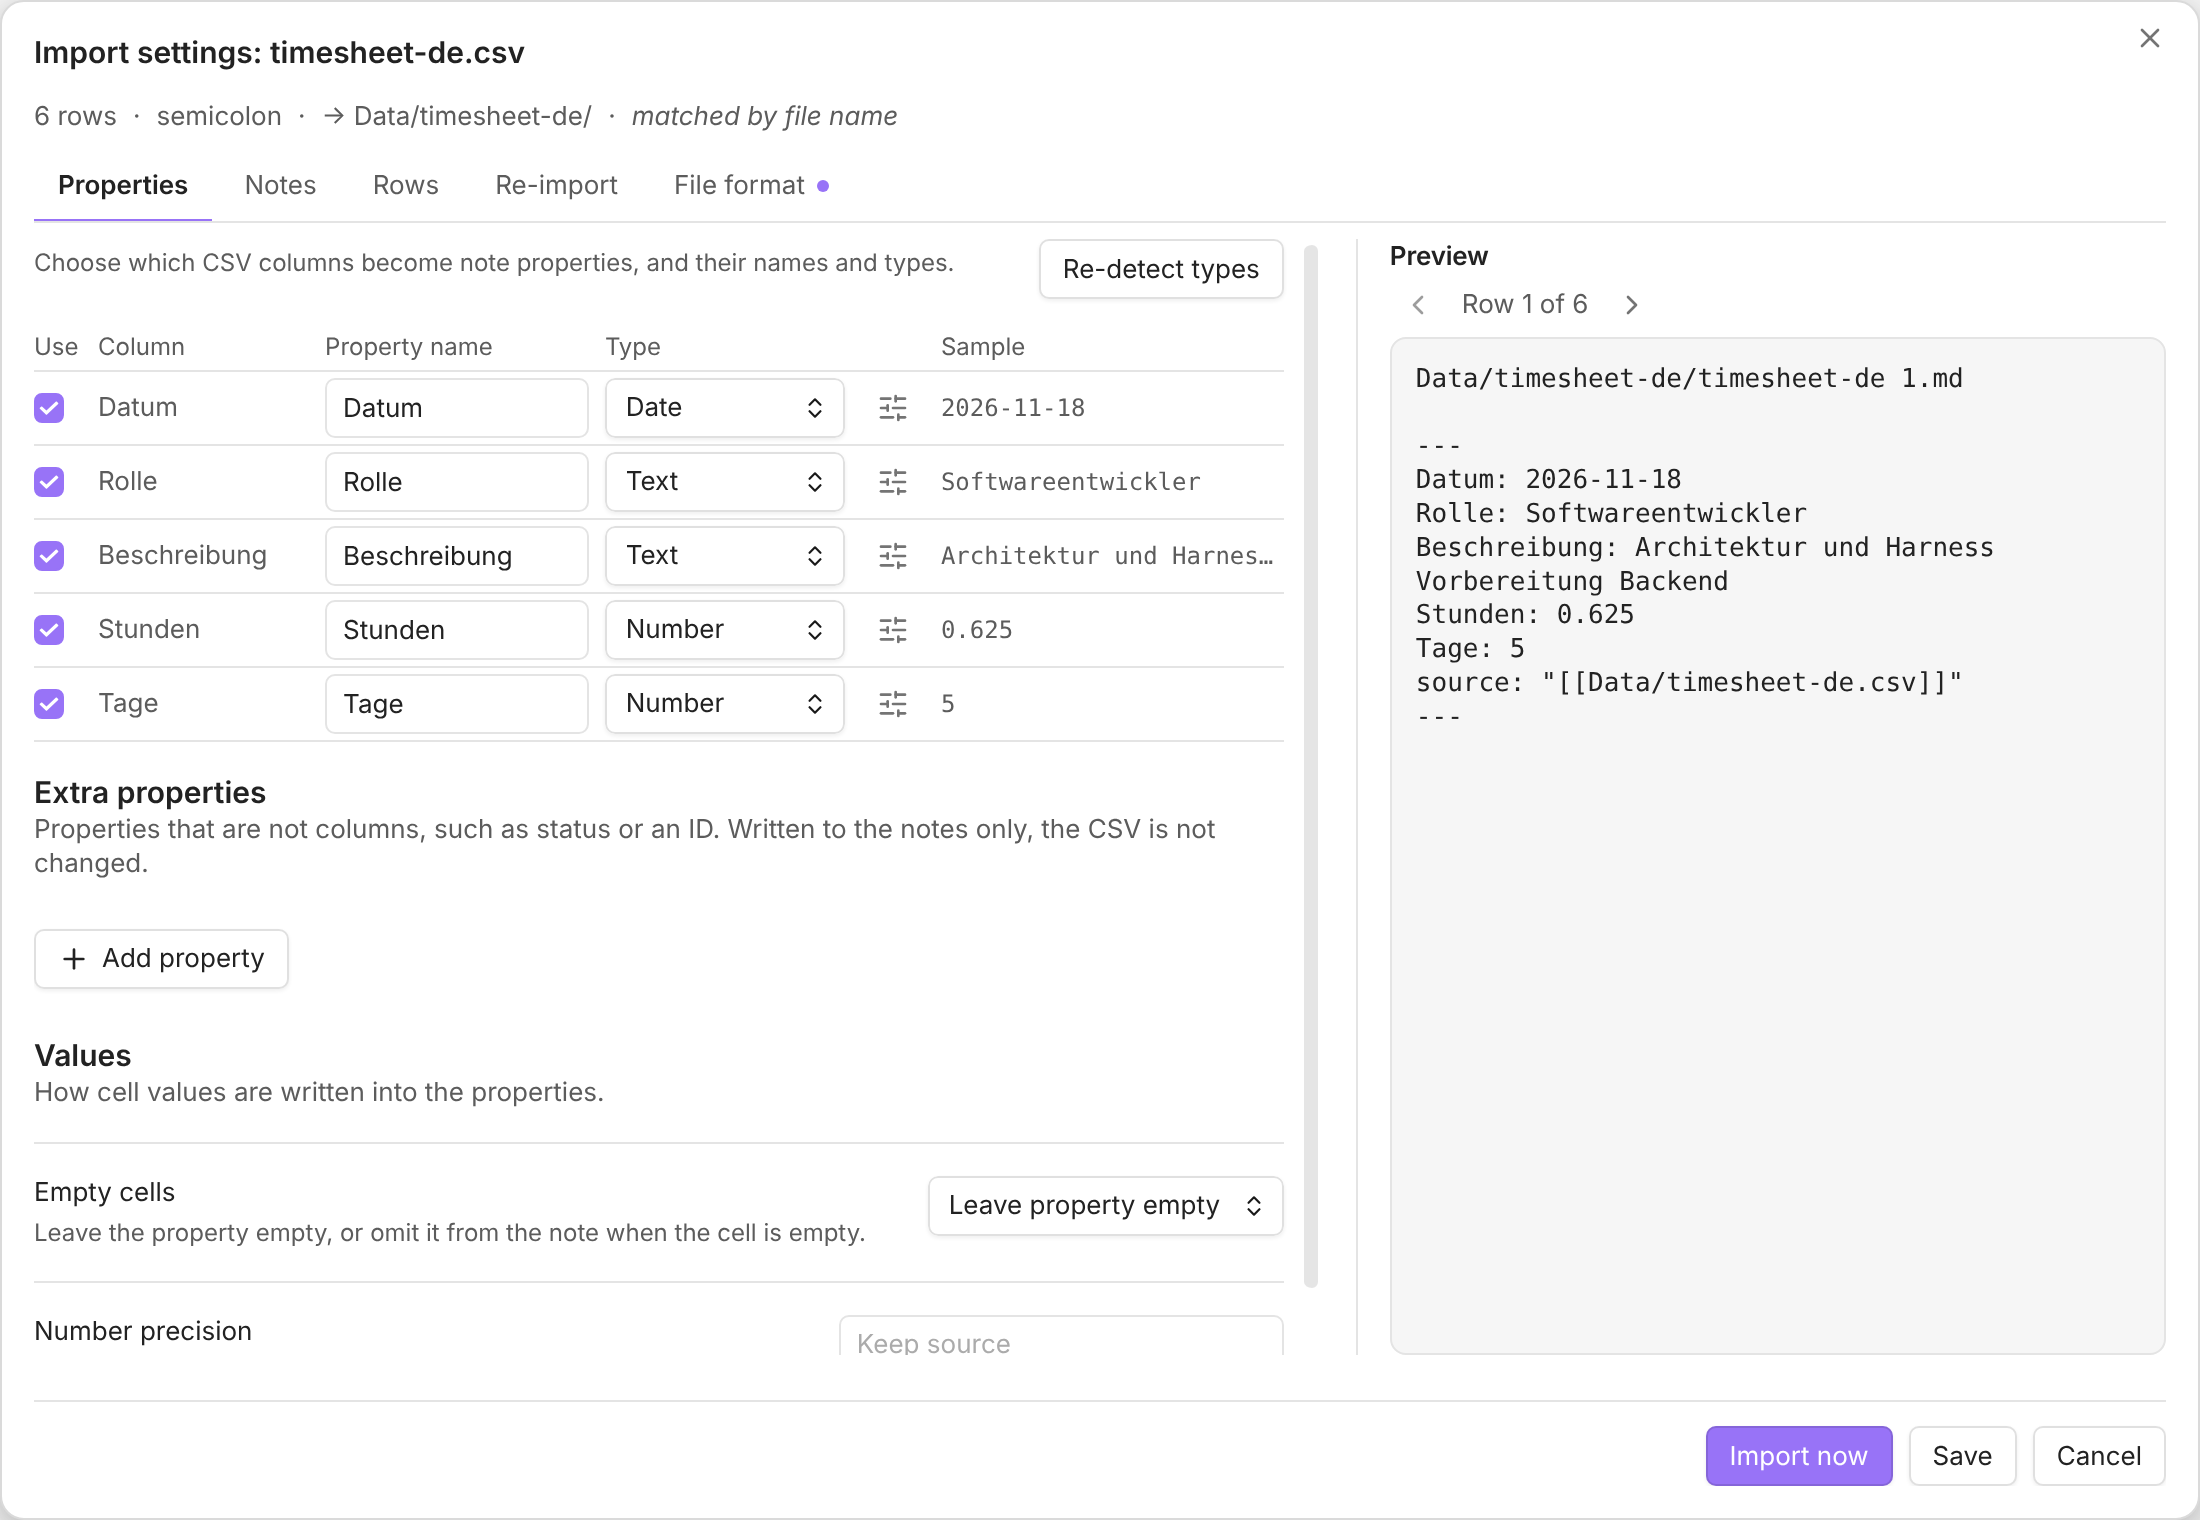 Import settings: timesheet-de.csv
6 rows · semicolon · → Data/timesheet-de/ · matched by file name
Properties Notes Rows Re-import File format
Choose which CSV columns become note properties, and their names and types. Re-detect types
Use Column Property name Type Sample
Datum Datum Date 2026-11-18
Rolle Rolle Text Softwareentwickler
Beschreibung Beschreibung Text Architektur und Harnes…
Stunden Stunden Number 0.625
Tage Tage Number 5
Extra properties
Properties that are not columns, such as status or an ID. Written to the notes only, the CSV is not
changed.
+ Add property
Values
How cell values are written into the properties.
Empty cells
Leave the property empty, or omit it from the note when the cell is empty.
Leave property empty
Number precision
Keep source
Preview
Row 1 of 6
Data/timesheet-de/timesheet-de 1.md
---
Datum: 2026-11-18
Rolle: Softwareentwickler
Beschreibung: Architektur und Harness
Vorbereitung Backend
Stunden: 0.625
Tage: 5
source: "[[Data/timesheet-de.csv]]"
---
Import now Save Cancel